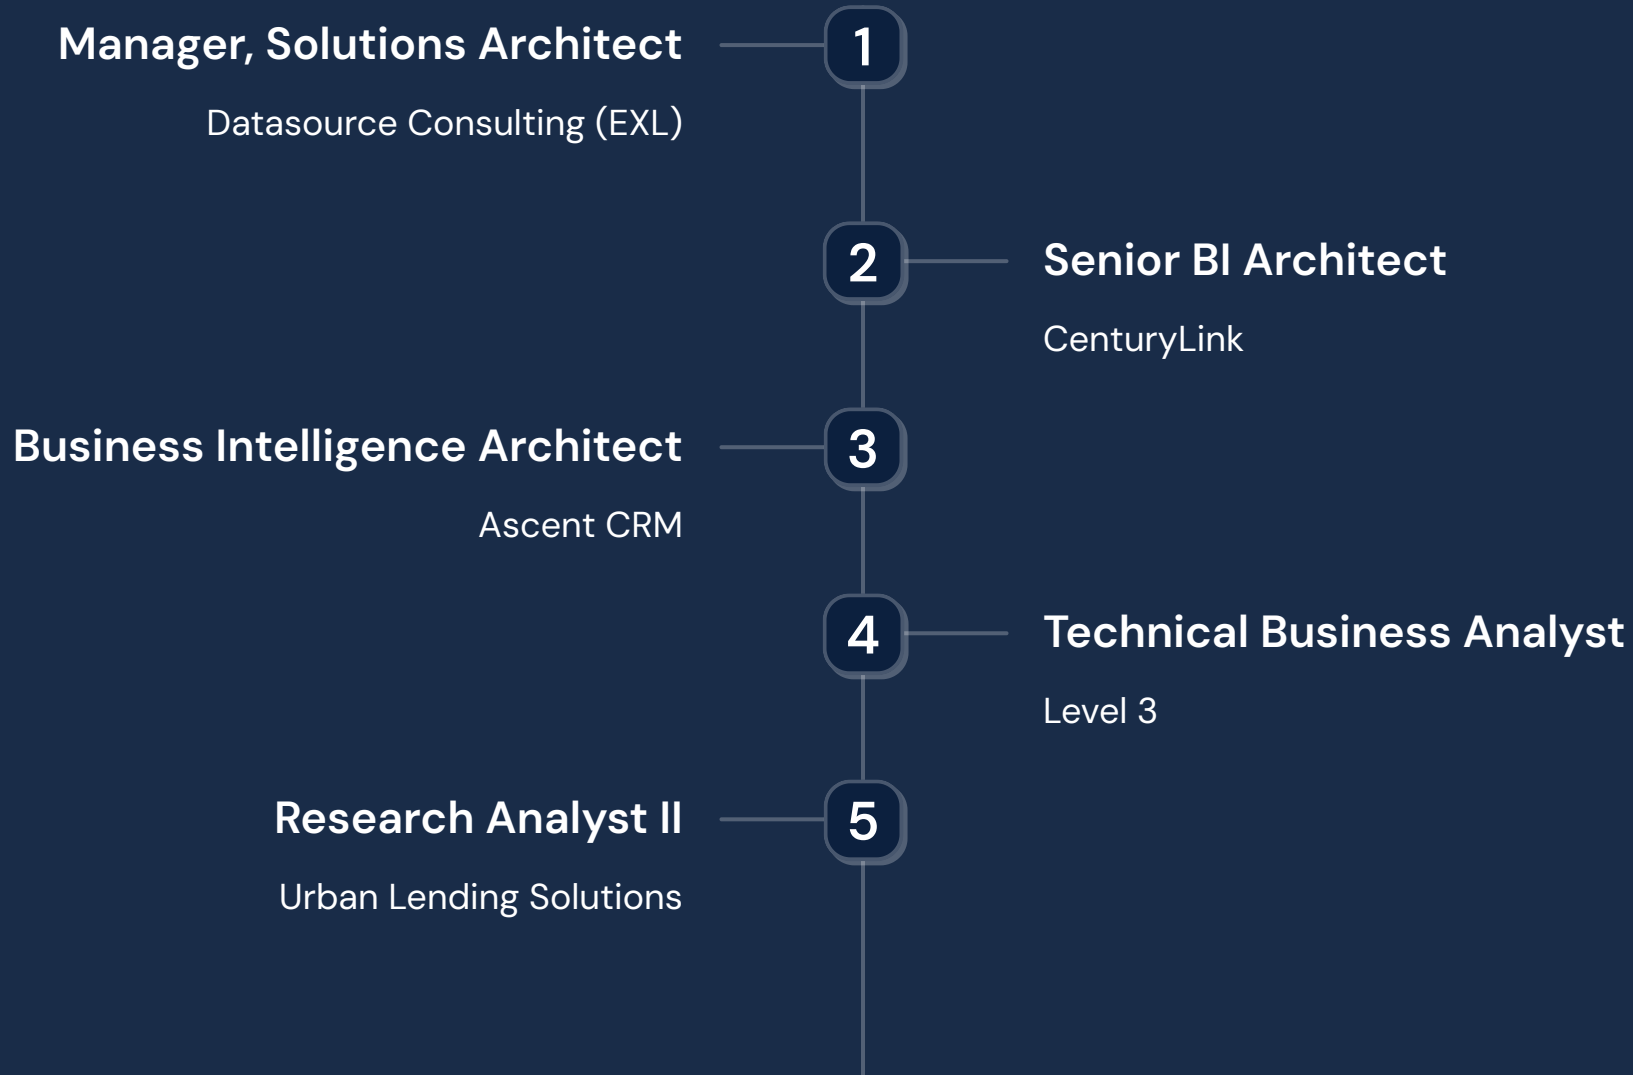 Manager, Solutions Architect
1
Datasource Consulting (EXL)
2
Senior BI Architect
CenturyLink
Business Intelligence Architect
3
Ascent CRM
4
Technical Business Analyst
Level 3
Research Analyst II
5
Urban Lending Solutions